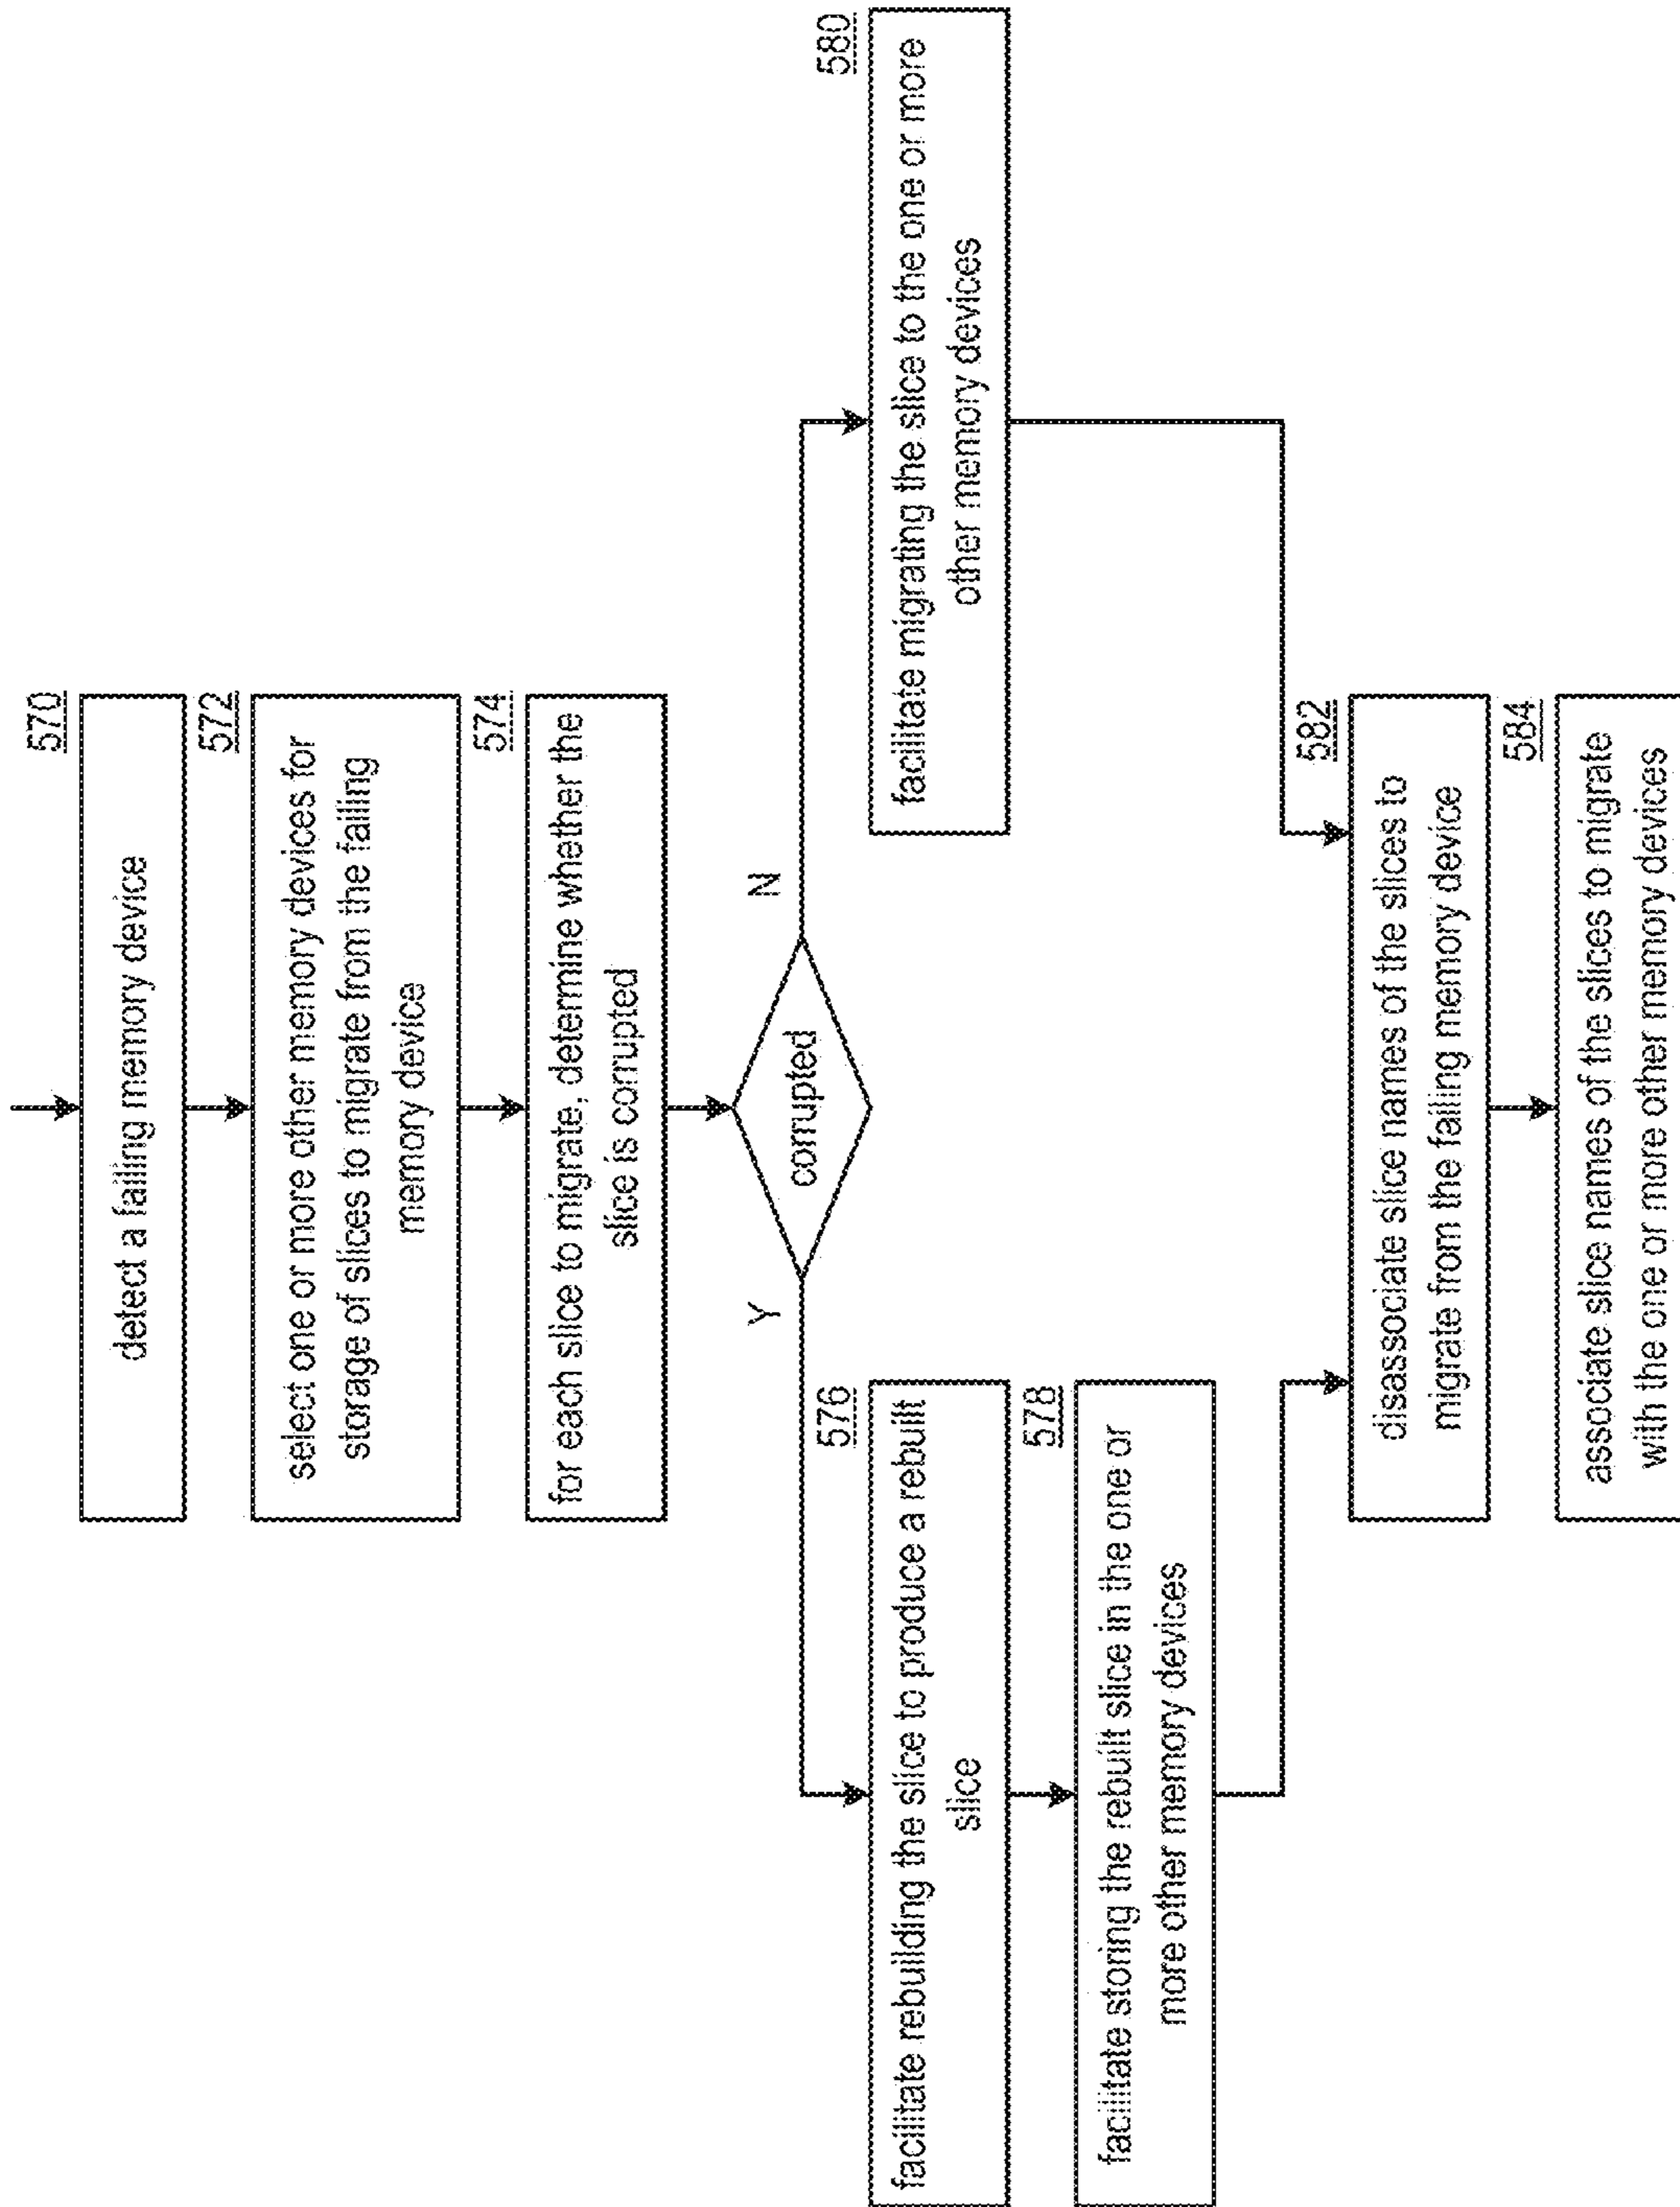 570
detect a failing memory device
572
select one or more other memory devices for
storage of slices to migrate from the failing
memory device
574
for each slice to migrate, determine whether the
slice is corrupted
corrupted
Y
N
576
facilitate rebuilding the slice to produce a rebuilt
slice
578
facilitate storing the rebuilt slice in the one or
more other memory devices
580
facilitate migrating the slice to the one or more
other memory devices
582
disassociate slice names of the slices to
migrate from the failing memory device
584
associate slice names of the slices to migrate
with the one or more other memory devices